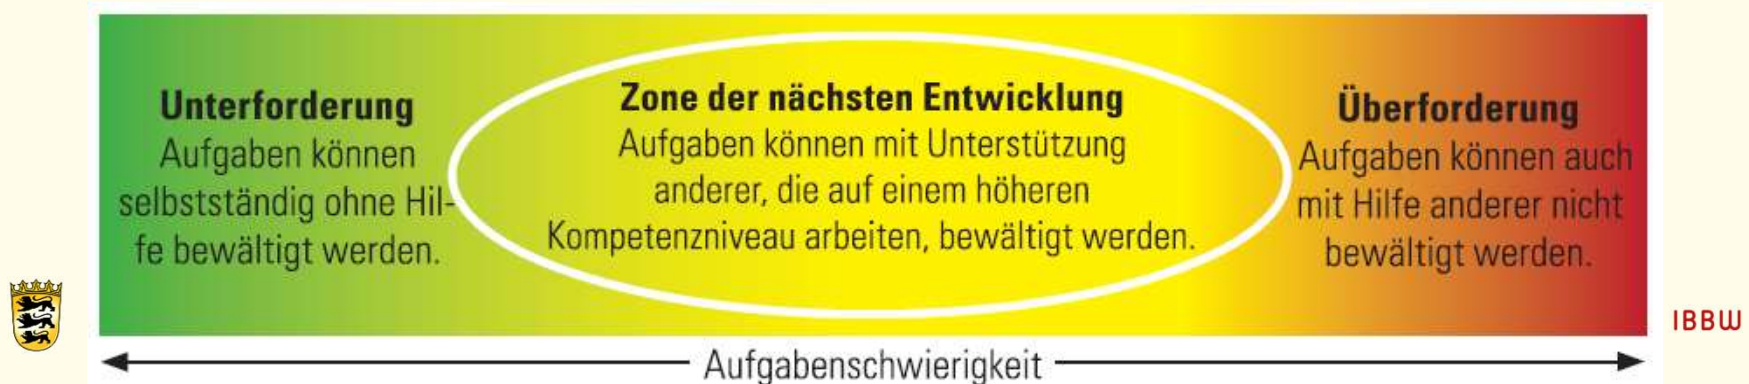 Unterforderung
Aufgaben können
selbstständig ohne Hil-
fe bewältigt werden.
Zone der nächsten Entwicklung
Aufgaben können mit Unterstützung
anderer, die auf einem höheren
Kompetenzniveau arbeiten, bewältigt werden.
Überforderung
Aufgaben können auch
mit Hilfe anderer nicht
bewältigt werden.
IBBW
Aufgabenschwierigkeit